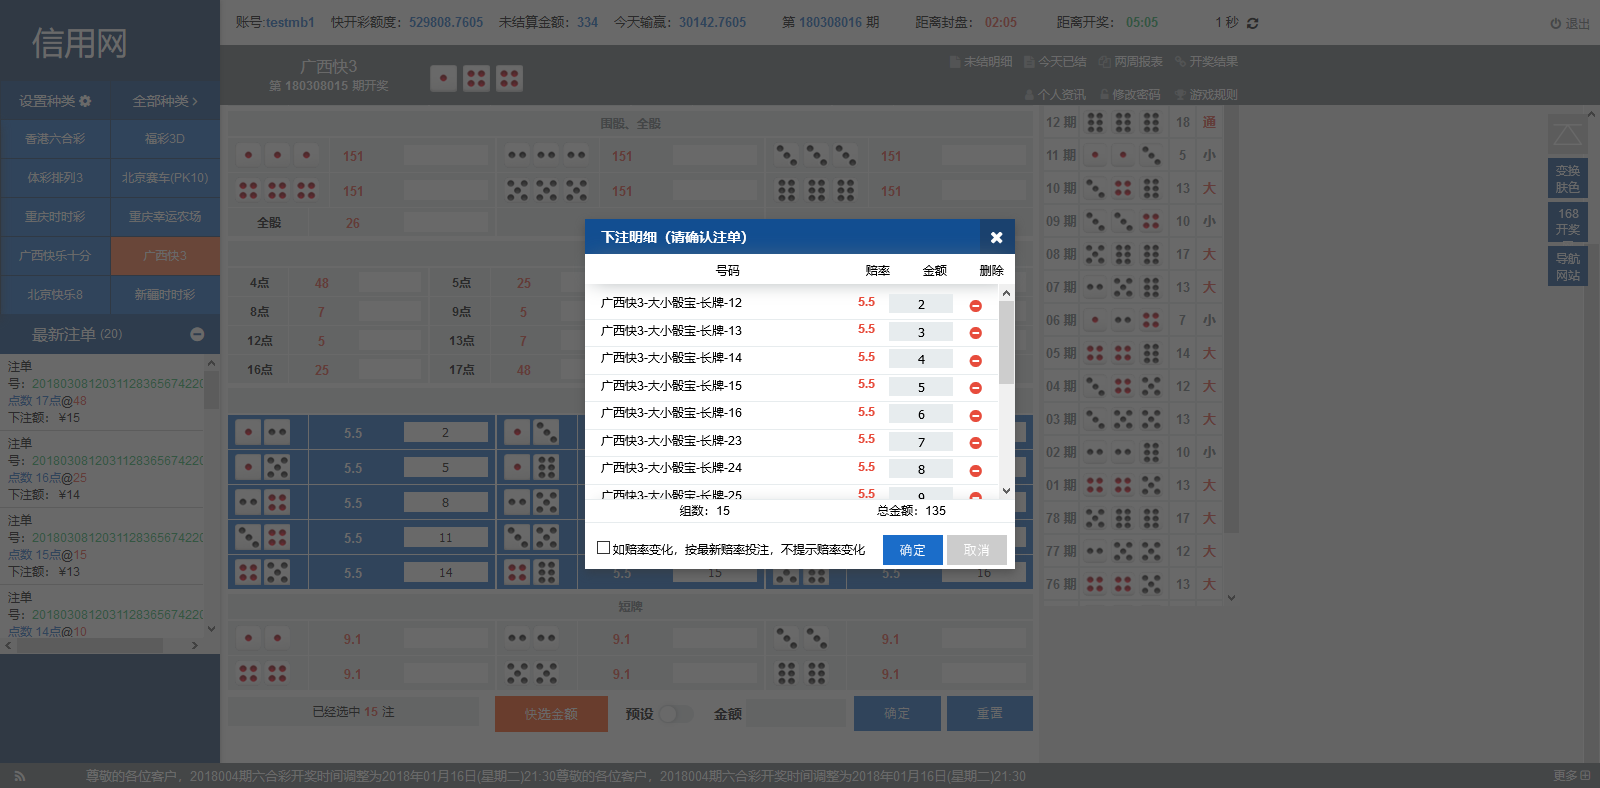 信用网
账号:testmb1 快开彩额度: 529808.7605 未结算金额: 334 今天输赢: 30142.7605 第 180308016 期 距离封盘: 02:05 距离开奖: 05:05 1 秒 退出
广西快3
第 180308015 期开奖
未结明细 今天已结 两周报表 开奖结果
个人资讯 修改密码 游戏规则
设置种类 全部种类
香港六合彩 福彩3D
体彩排列3 北京赛车(PK10)
重庆时时彩 重庆幸运农场
广西快乐十分 广西快3
北京快乐8 新疆时时彩
最新注单 (20)
注单
号: 2018030812031128365674220
点数 17点@48
下注额: ¥15
注单
号: 2018030812031128365674220
点数 16点@25
下注额: ¥14
注单
号: 2018030812031128365674220
点数 15点@15
下注额: ¥13
注单
号: 2018030812031128365674220
点数 14点@10
围骰、全骰
151 151 151
151 151 151
全骰 26
4点 48 5点 25
8点 7 9点 5
12点 5 13点 7
16点 25 17点 48
5.5 2
5.5 5
5.5 8
5.5 11
5.5 14 5.5 15 5.5 16
短牌
9.1 9.1 9.1
9.1 9.1 9.1
已经选中 15 注 快选金额 预设 金额 确定 重置
下注明细（请确认注单）
号码 赔率 金额 删除
广西快3-大小骰宝-长牌-12 5.5 2
广西快3-大小骰宝-长牌-13 5.5 3
广西快3-大小骰宝-长牌-14 5.5 4
广西快3-大小骰宝-长牌-15 5.5 5
广西快3-大小骰宝-长牌-16 5.5 6
广西快3-大小骰宝-长牌-23 5.5 7
广西快3-大小骰宝-长牌-24 5.5 8
广西快3-大小骰宝-长牌-25 5.5 9
组数: 15 总金额: 135
如赔率变化，按最新赔率投注，不提示赔率变化 确定 取消
12 期 18 通
11 期 5 小
10 期 13 大
09 期 10 小
08 期 17 大
07 期 13 大
06 期 7 小
05 期 14 大
04 期 12 大
03 期 13 大
02 期 10 小
01 期 13 大
78 期 17 大
77 期 12 大
76 期 13 大
变换
肤色
168
开奖
导航
网站
尊敬的各位客户，2018004期六合彩开奖时间调整为2018年01月16日(星期二)21:30尊敬的各位客户，2018004期六合彩开奖时间调整为2018年01月16日(星期二)21:30 更多